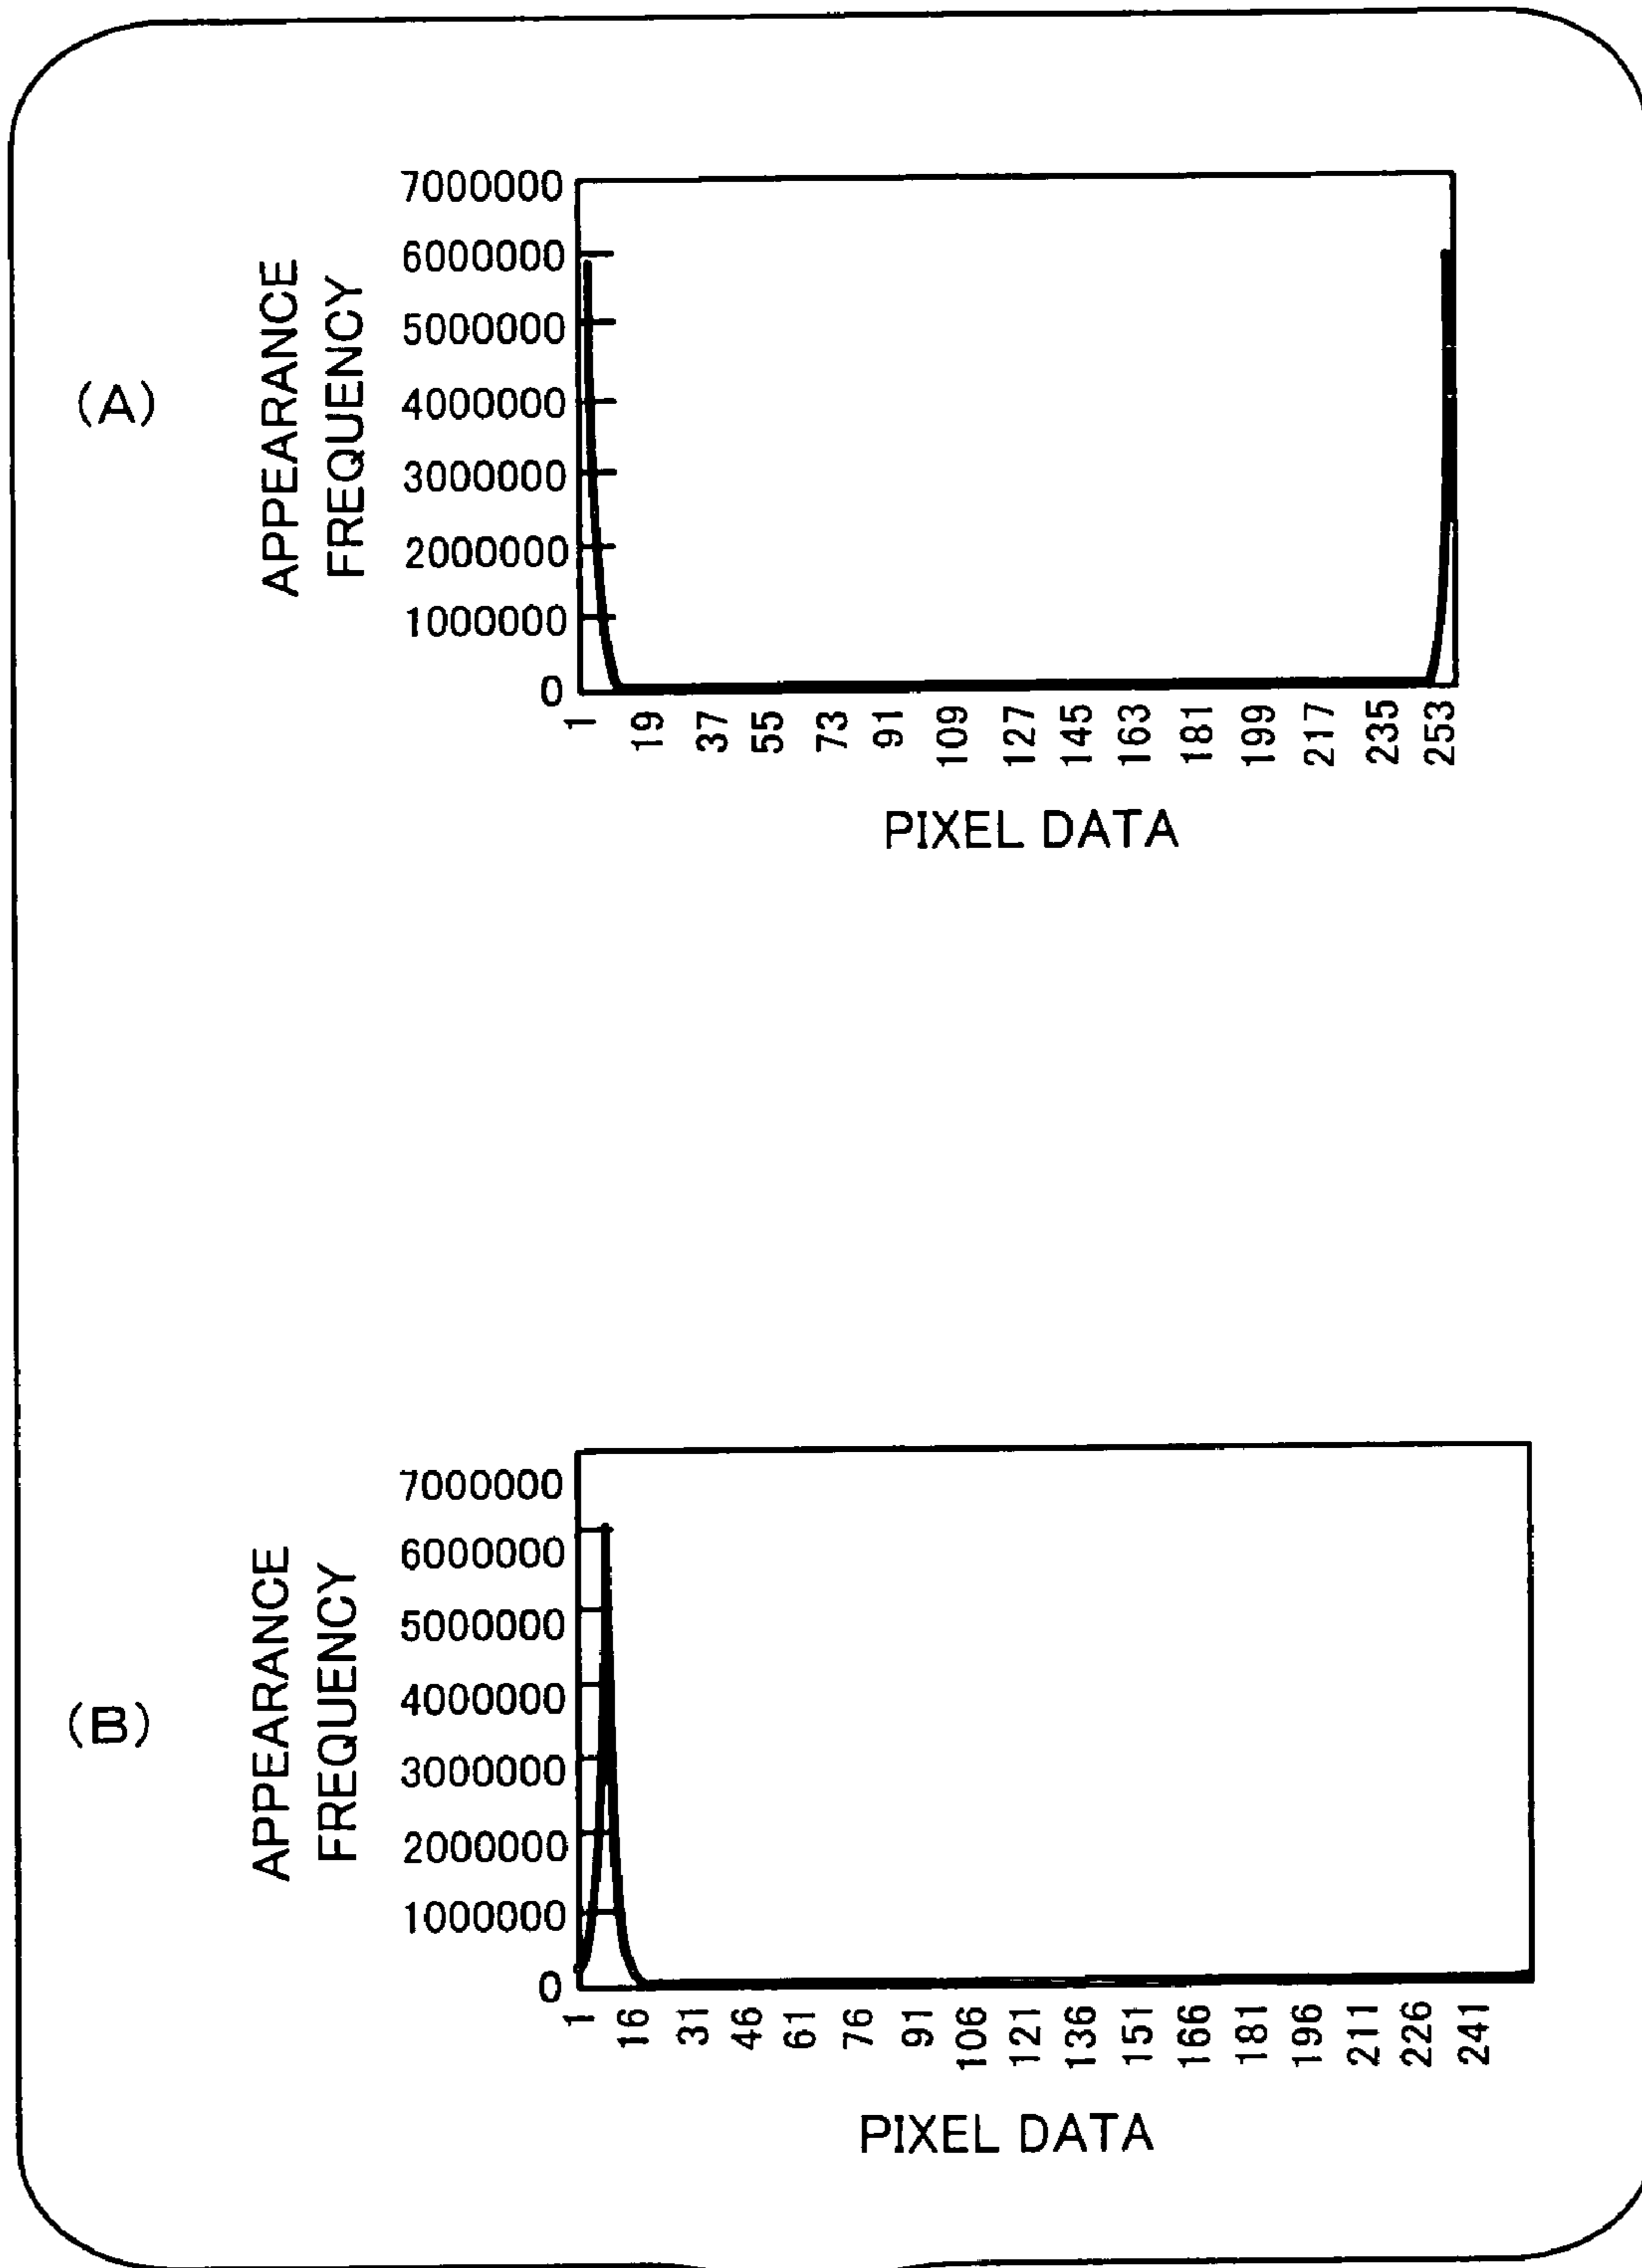 (A)
APPEARANCE
FREQUENCY
7000000
6000000
5000000
4000000
3000000
2000000
1000000
0
1 19 37 55 73 91 109 127 145 163 181 199 217 235 253
PIXEL DATA
(B)
APPEARANCE
FREQUENCY
7000000
6000000
5000000
4000000
3000000
2000000
1000000
0
1 16 31 46 61 76 91 106 121 136 151 166 181 196 211 226 241
PIXEL DATA